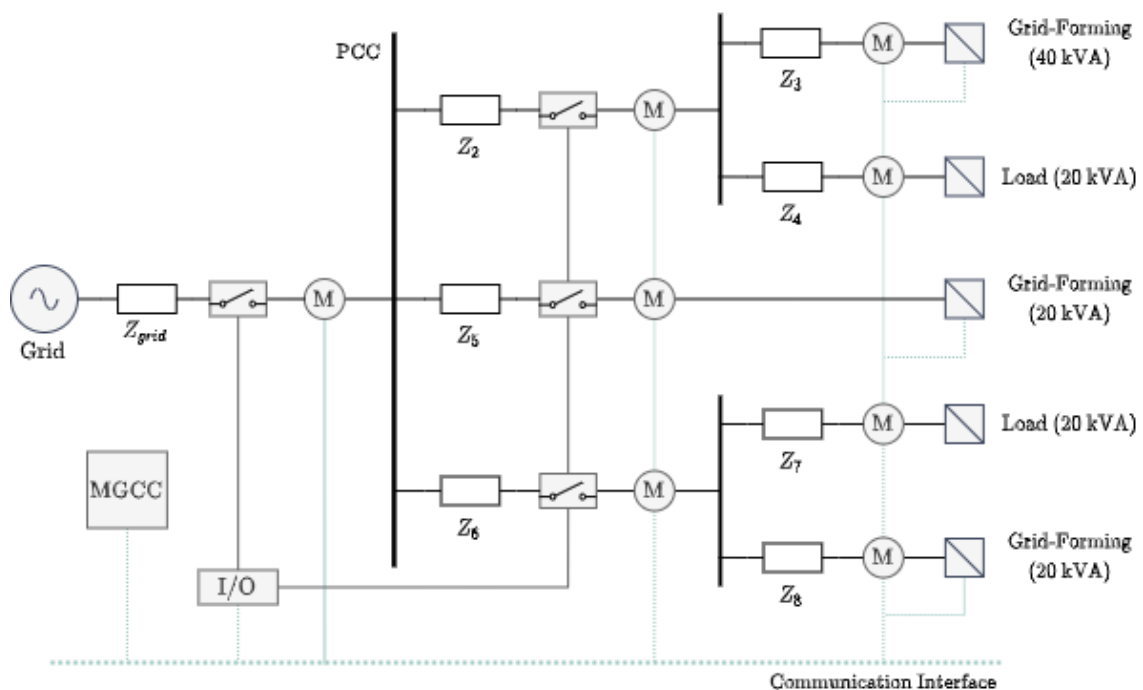 Grid-Forming
(40 kVA)
PCC
M
Z3
M
Z2
M
Load (20 kVA)
Z4
Grid-Forming
(20 kVA)
M
M
Zgrid
Z5
Grid
M
Load (20 kVA)
Z7
MGCC
M
Z6
Grid-Forming
(20 kVA)
M
Z8
I/O
Communication Interface